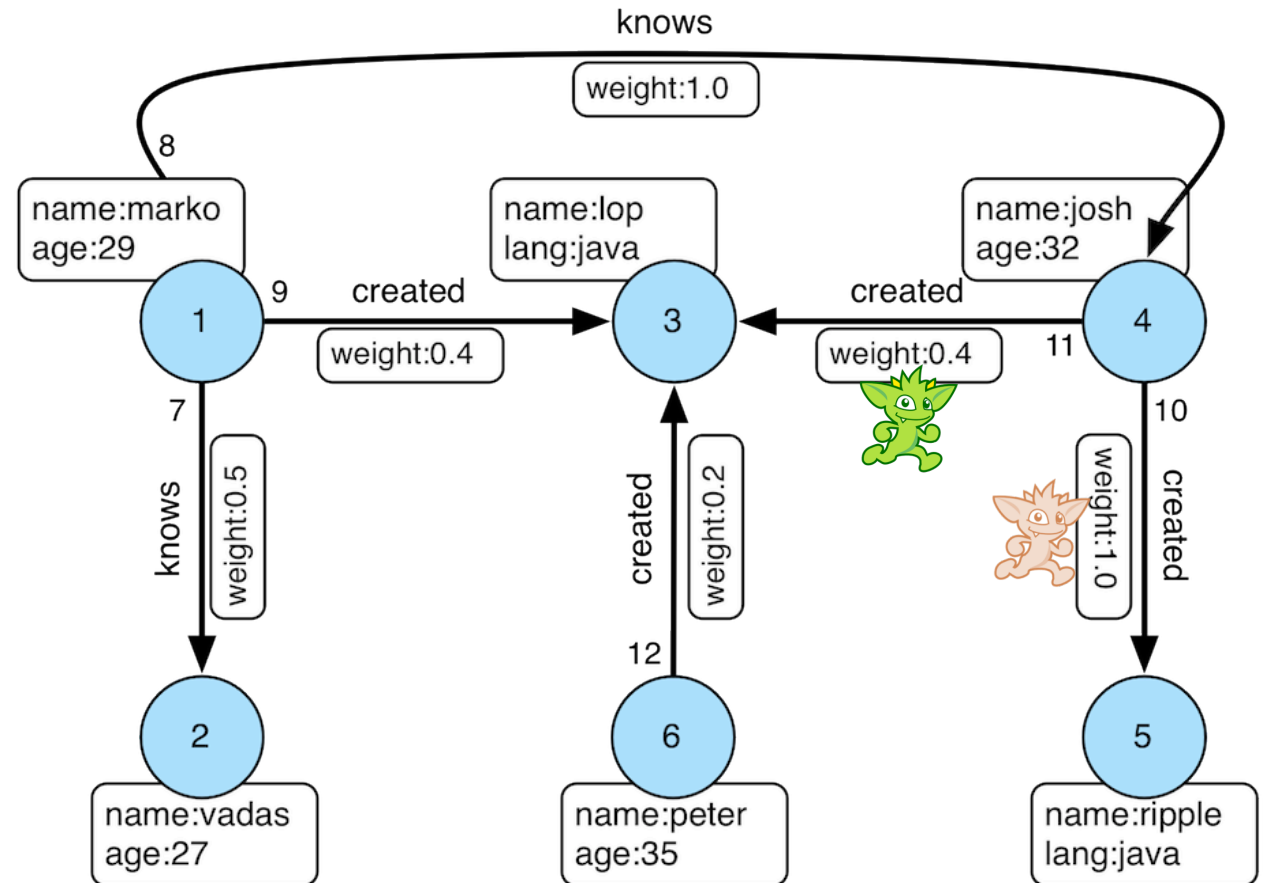 knows
weight:1.0
8
name:marko
age:29
name:lop
lang:java
name:josh
age:32
1
9
created
weight:0.4
3
created
weight:0.4
11
4
7
knows
weight:0.5
created
weight:0.2
12
10
weight:1.0
created
2
name:vadas
age:27
6
name:peter
age:35
5
name:ripple
lang:java